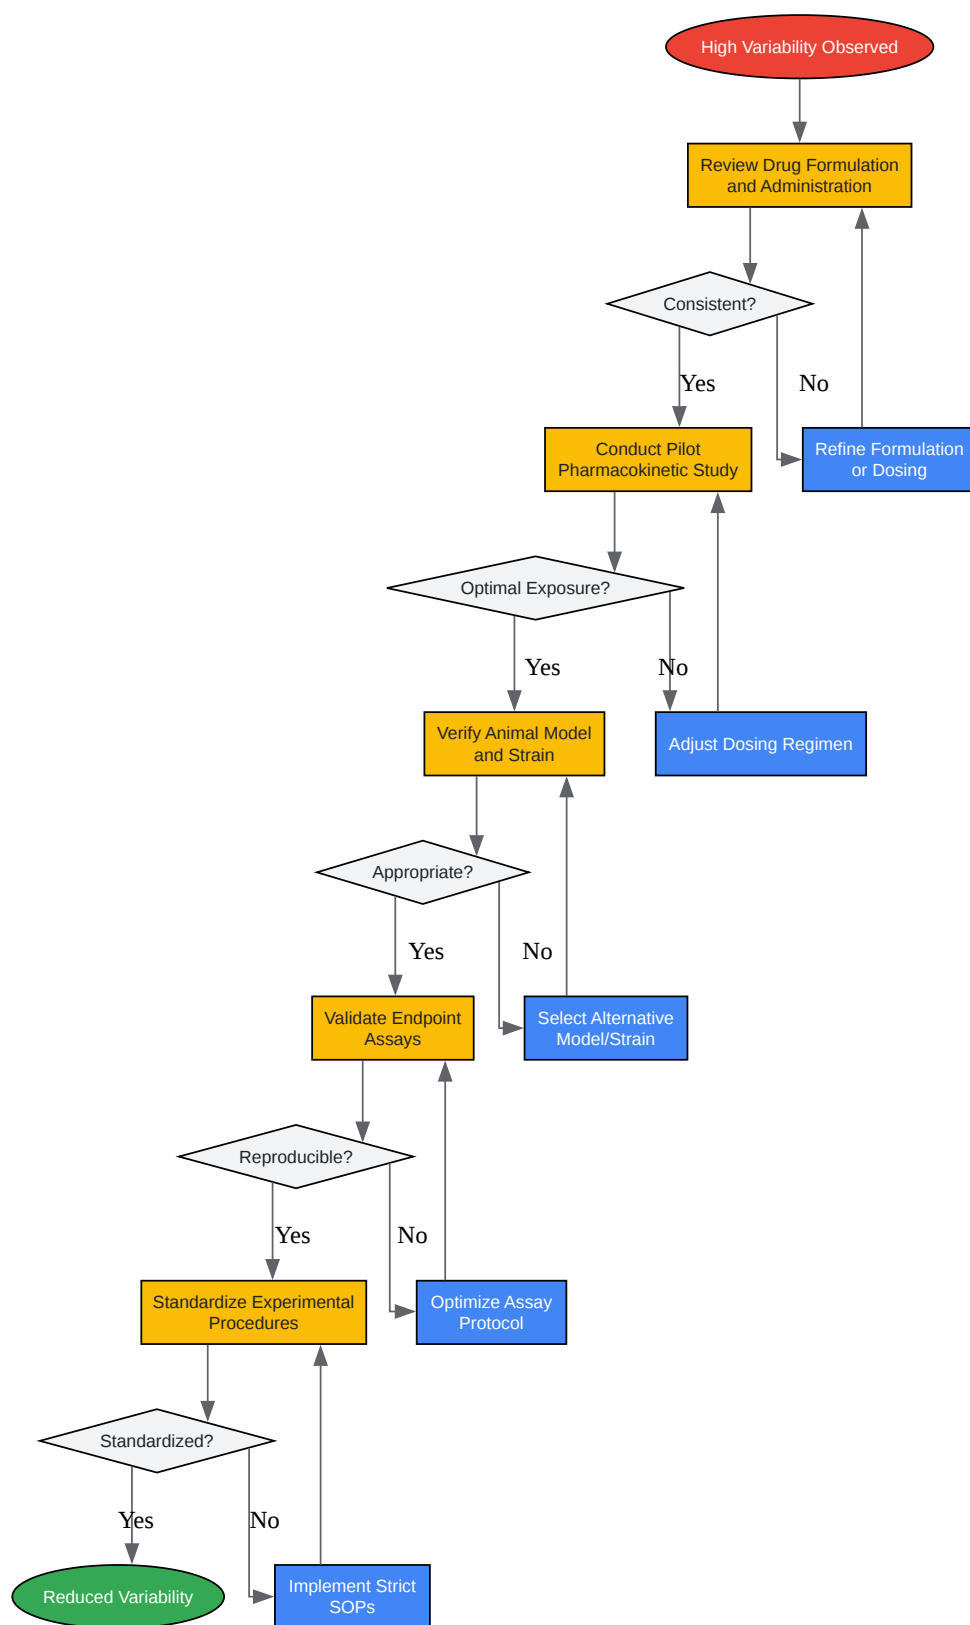 High Variability Observed
Review Drug Formulation
and Administration
Consistent?
Yes
No
Conduct Pilot
Pharmacokinetic Study
Refine Formulation
or Dosing
Optimal Exposure?
Yes
No
Verify Animal Model
and Strain
Adjust Dosing Regimen
Appropriate?
Yes
No
Validate Endpoint
Assays
Select Alternative
Model/Strain
Reproducible?
Yes
No
Standardize Experimental
Procedures
Optimize Assay
Protocol
Standardized?
Yes
No
Reduced Variability
Implement Strict
SOPs